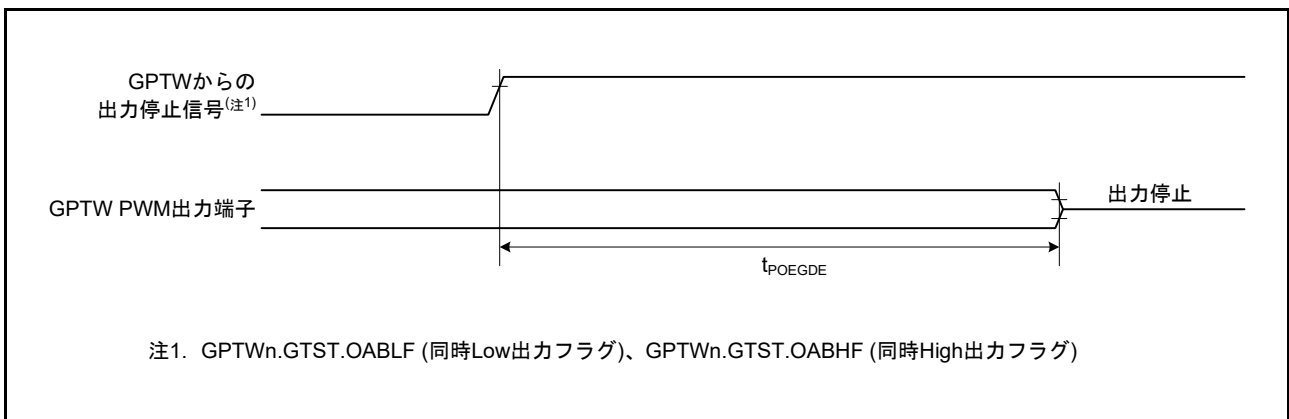 GPTWからの
出力停止信号(注1)
GPTW PWM出力端子
出力停止
tPOEGDE
注1. GPTWn.GTST.OABLF (同時Low出力フラグ)、GPTWn.GTST.OABHF (同時High出力フラグ)